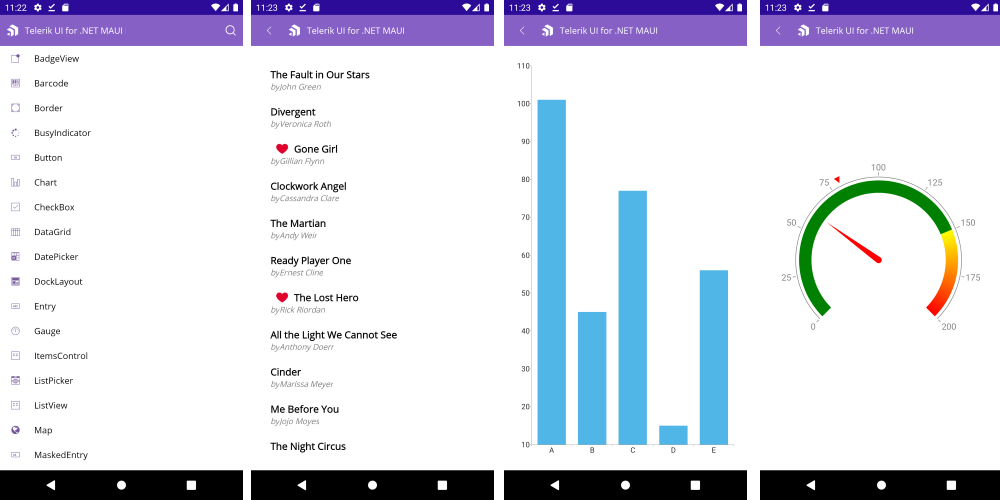 11:22
Telerik UI for .NET MAUI
BadgeView
Barcode
Border
BusyIndicator
Button
Chart
CheckBox
DataGrid
DatePicker
DockLayout
Entry
Gauge
ItemsControl
ListPicker
ListView
Map
MaskedEntry
11:23
Telerik UI for .NET MAUI
The Fault in Our Stars
byJohn Green
Divergent
byVeronica Roth
Gone Girl
byGillian Flynn
Clockwork Angel
byCassandra Clare
The Martian
byAndy Weir
Ready Player One
byErnest Cline
The Lost Hero
byRick Riordan
All the Light We Cannot See
byAnthony Doerr
Cinder
byMarissa Meyer
Me Before You
byJojo Moyes
The Night Circus
11:23
Telerik UI for .NET MAUI
110
100
90
80
70
60
50
40
30
20
10
A B C D E
11:23
Telerik UI for .NET MAUI
0
25
50
75
100
125
150
175
200